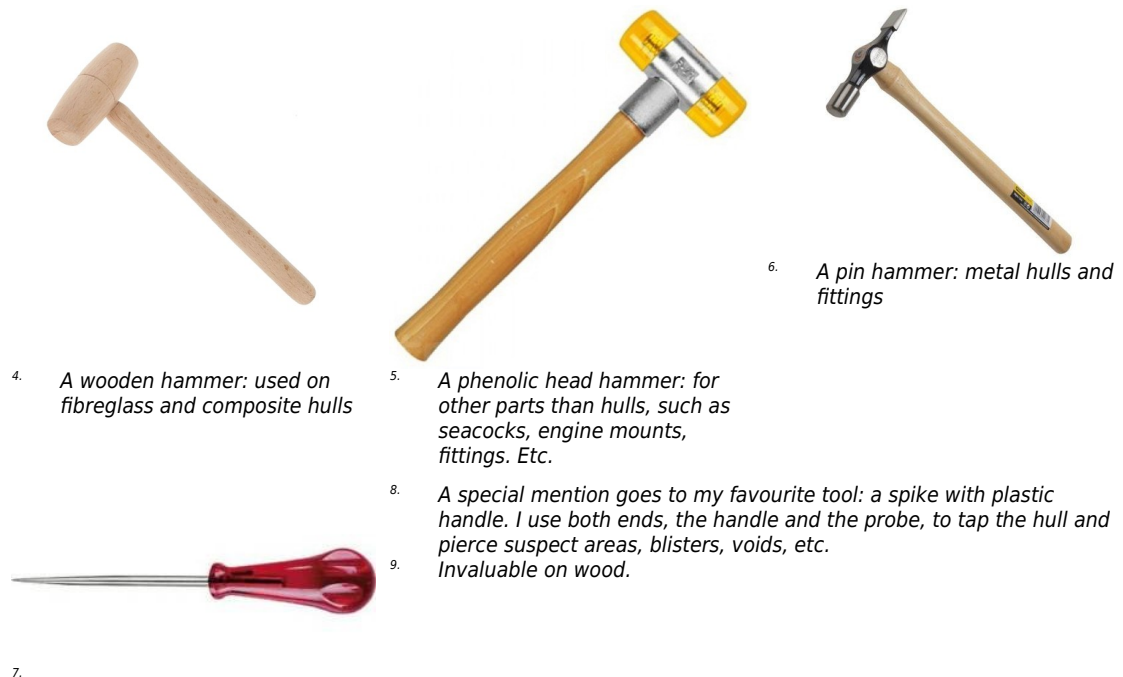 4. A wooden hammer: used on
fibreglass and composite hulls
5. A phenolic head hammer: for
other parts than hulls, such as
seacocks, engine mounts,
fittings. Etc.
6. A pin hammer: metal hulls and
fittings
7.
8. A special mention goes to my favourite tool: a spike with plastic
handle. I use both ends, the handle and the probe, to tap the hull and
pierce suspect areas, blisters, voids, etc.
9. Invaluable on wood.